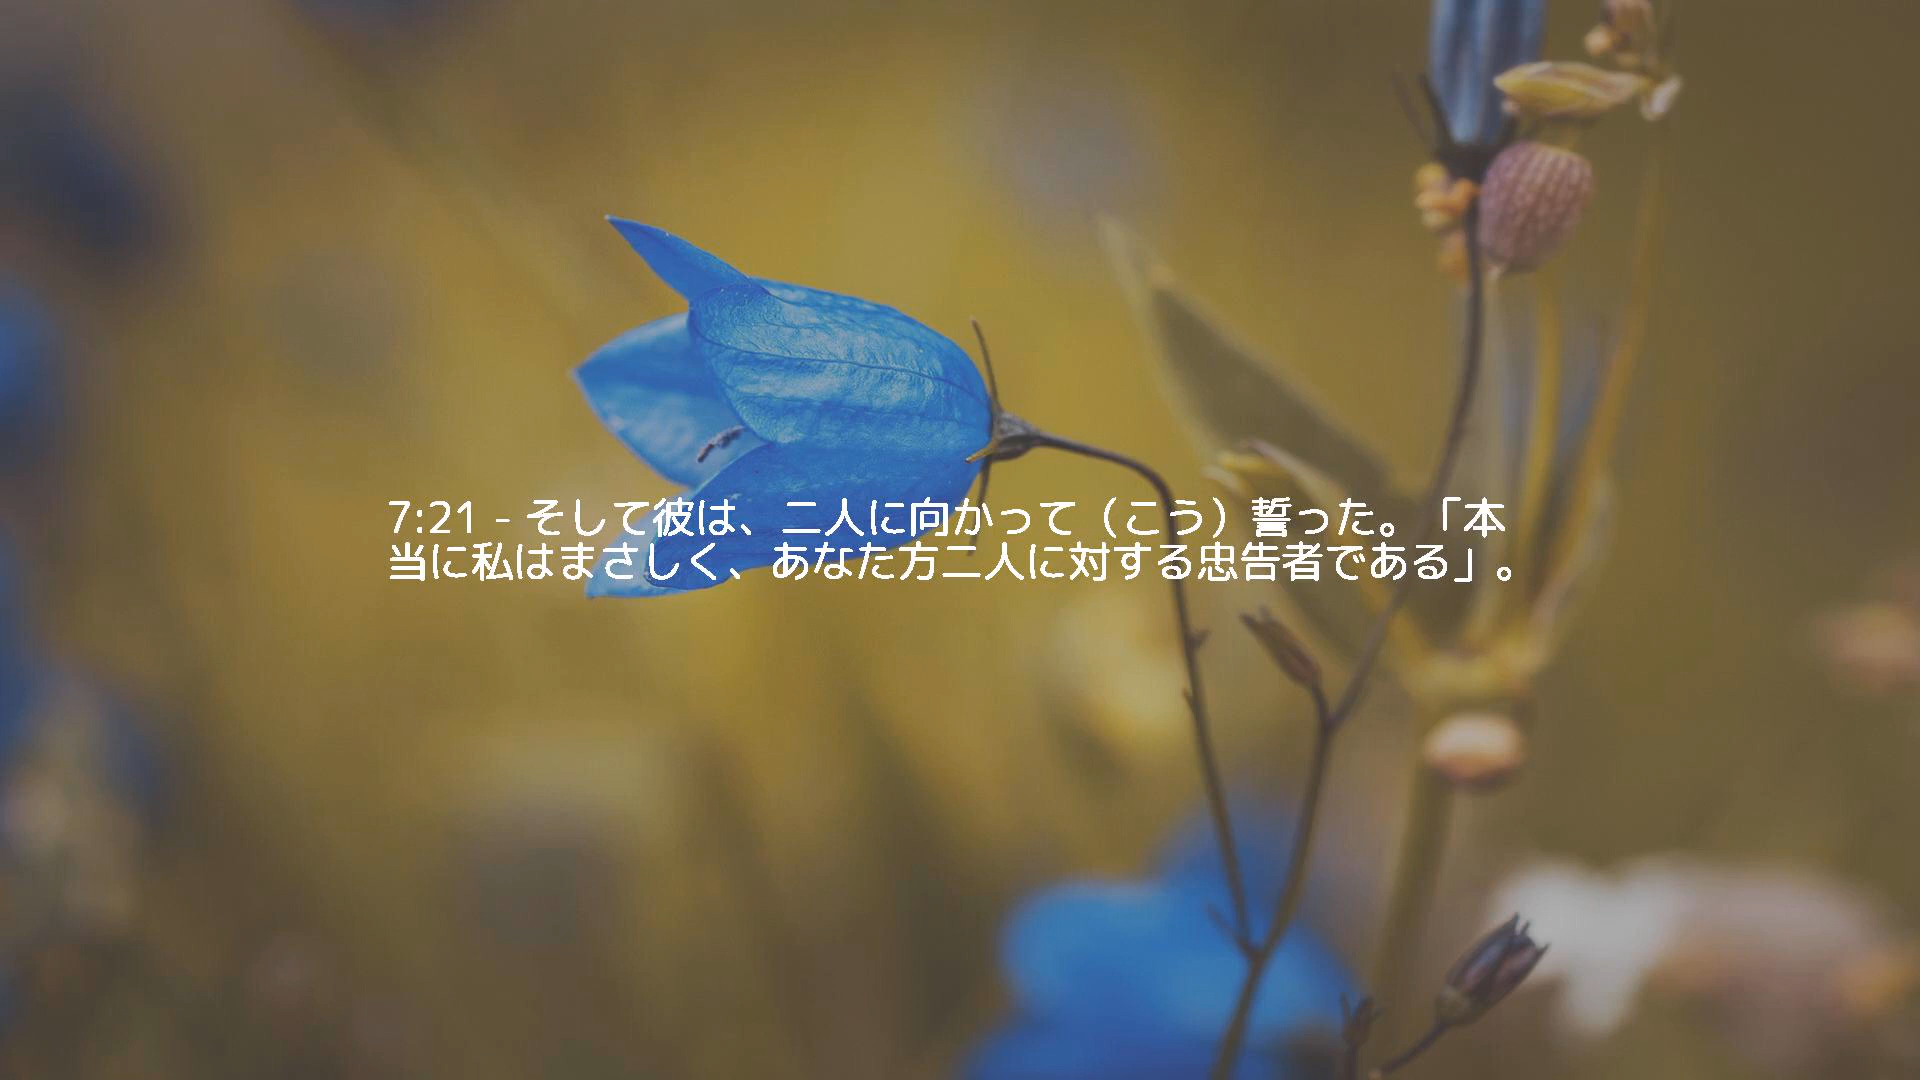 7:21 - そして彼は、二人に向かって（こう）誓った。「本
当に私はまさしく、あなた方二人に対する忠告者である」。